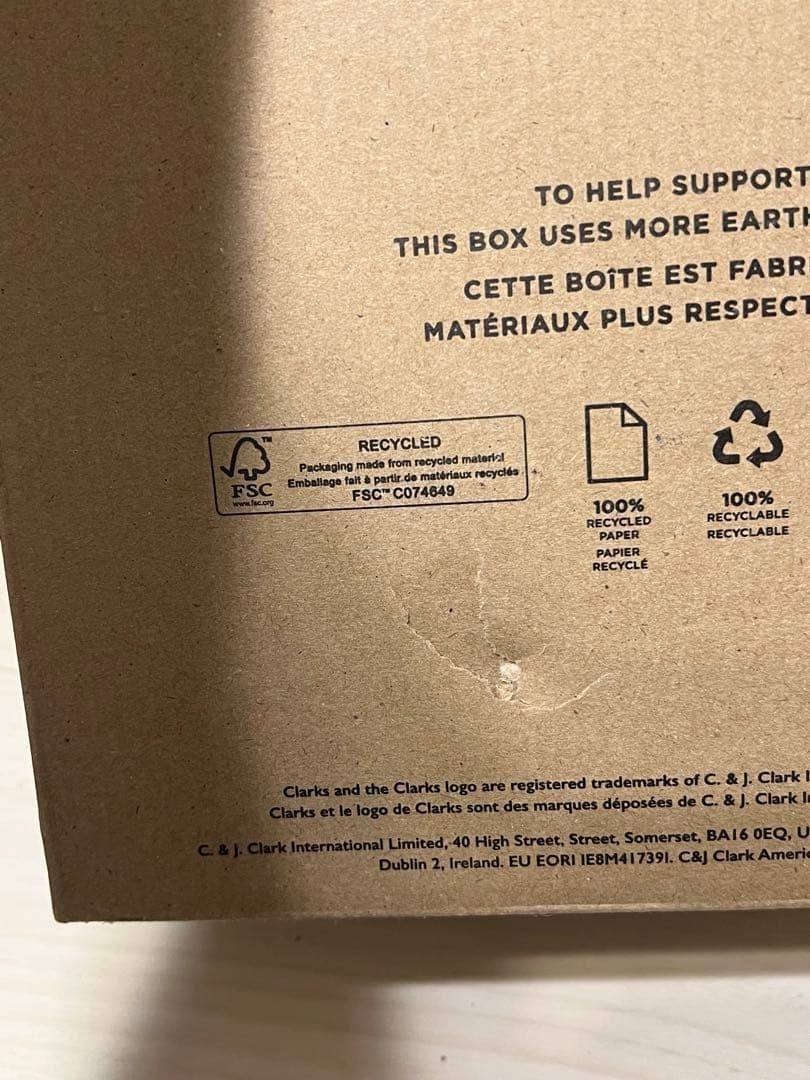 TO HELP SUPPORT
THIS BOX USES MORE EARTH
CETTE BOÎTE EST FABRI
MATÉRIAUX PLUS RESPECT
FSC™
www.fsc.org
RECYCLED
Packaging made from recycled material
Emballage fait à partir de matériaux recyclés
FSC™ C074649
100%
RECYCLED
PAPER
PAPIER
RECYCLÉ
100%
RECYCLABLE
RECYCLABLE
Clarks and the Clarks logo are registered trademarks of C. & J. Clark I
Clarks et le logo de Clarks sont des marques déposées de C. & J. Clark In
C. & J. Clark International Limited, 40 High Street, Street, Somerset, BA16 0EQ, U
Dublin 2, Ireland. EU EORI IE8M417391. C&J Clark Americ